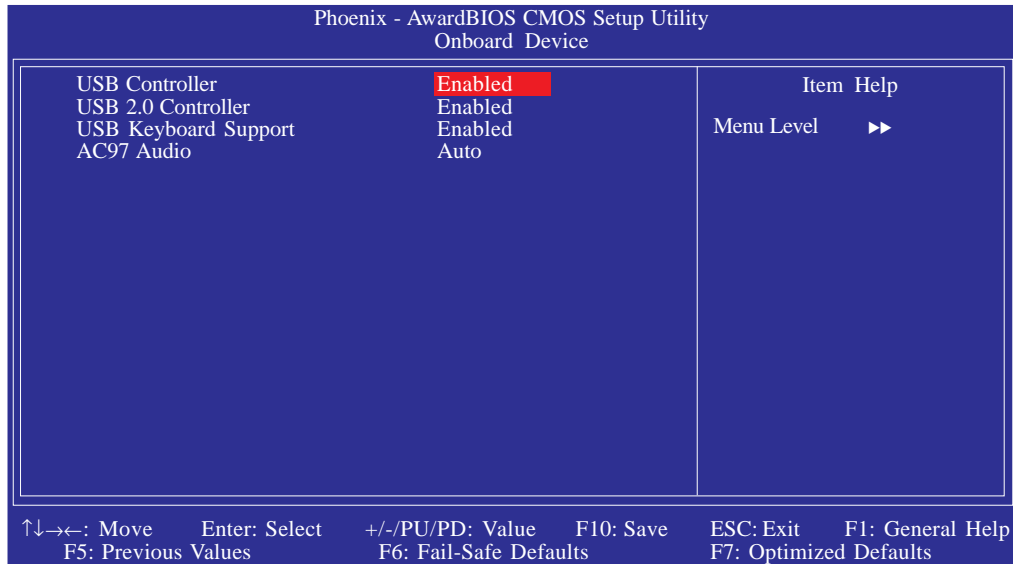 Phoenix - AwardBIOS CMOS Setup Utility
Onboard Device
USB Controller Enabled
USB 2.0 Controller Enabled
USB Keyboard Support Enabled
AC97 Audio Auto
Item Help
Menu Level ▶▶
↑↓→←: Move Enter: Select +/-/PU/PD: Value F10: Save ESC: Exit F1: General Help
F5: Previous Values F6: Fail-Safe Defaults F7: Optimized Defaults